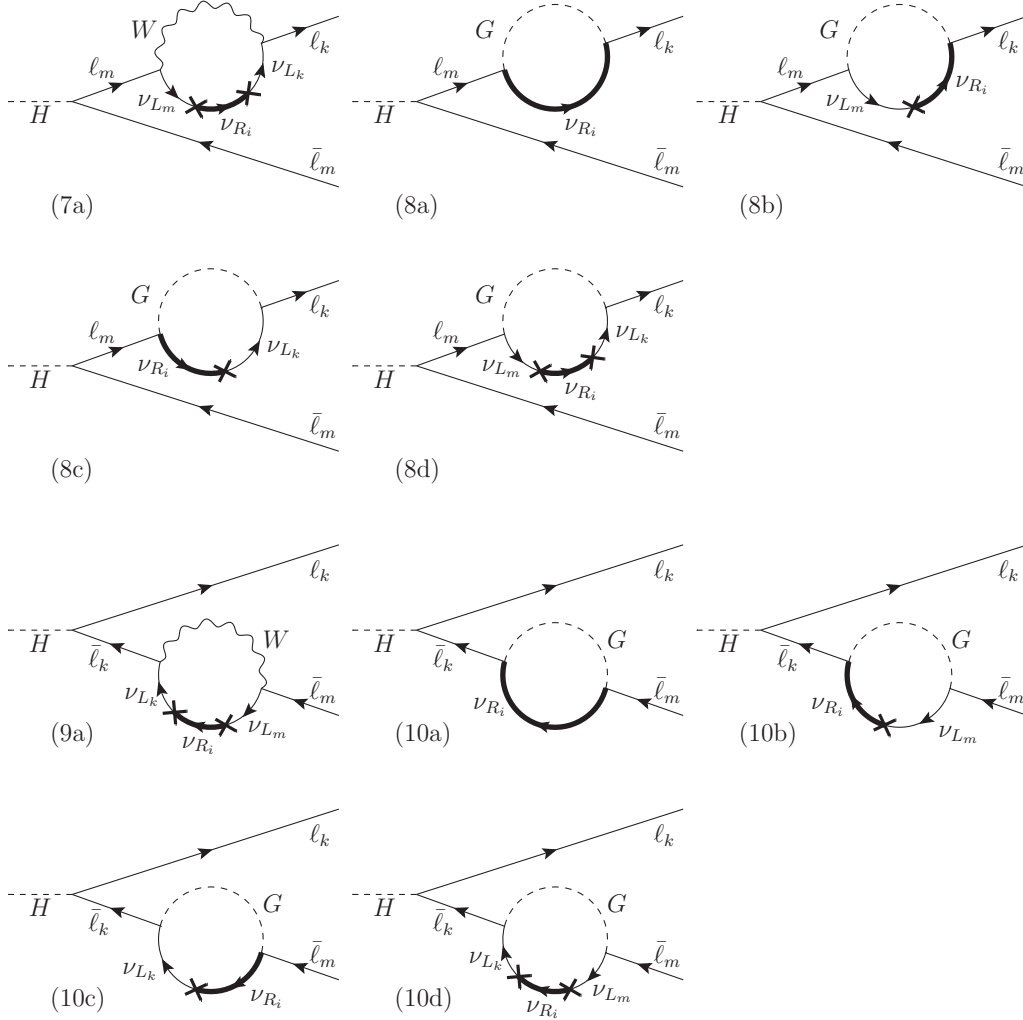 W G G
ℓ_m ℓ_k ℓ_k ℓ_m ℓ_k
ν_{L_k} ν_{L_m} ν_{R_i}
H ν_{L_m} ν_{R_i} H ν_{R_i} H
ℓ̄_m ℓ̄_m ℓ̄_m
(7a) (8a) (8b)
G ℓ_k G ℓ_k
ℓ_m ν_{L_k} ℓ_m ν_{L_k}
H ν_{R_i} H ν_{L_m} ν_{R_i}
ℓ̄_m ℓ̄_m
(8c) (8d)
ℓ_k ℓ_k ℓ_k
H W H G H G
ℓ̄_k ℓ̄_m ℓ̄_k ℓ̄_m ℓ̄_k ℓ̄_m
ν_{L_k} ν_{L_m} ν_{R_i} ν_{R_i} ν_{L_m}
(9a) ν_{R_i} (10a) (10b)
ℓ_k ℓ_k
H G H G
ℓ̄_k ℓ̄_m ℓ̄_k ℓ̄_m
ν_{L_k} ν_{R_i} ν_{L_k} ν_{L_m}
(10c) (10d) ν_{R_i}